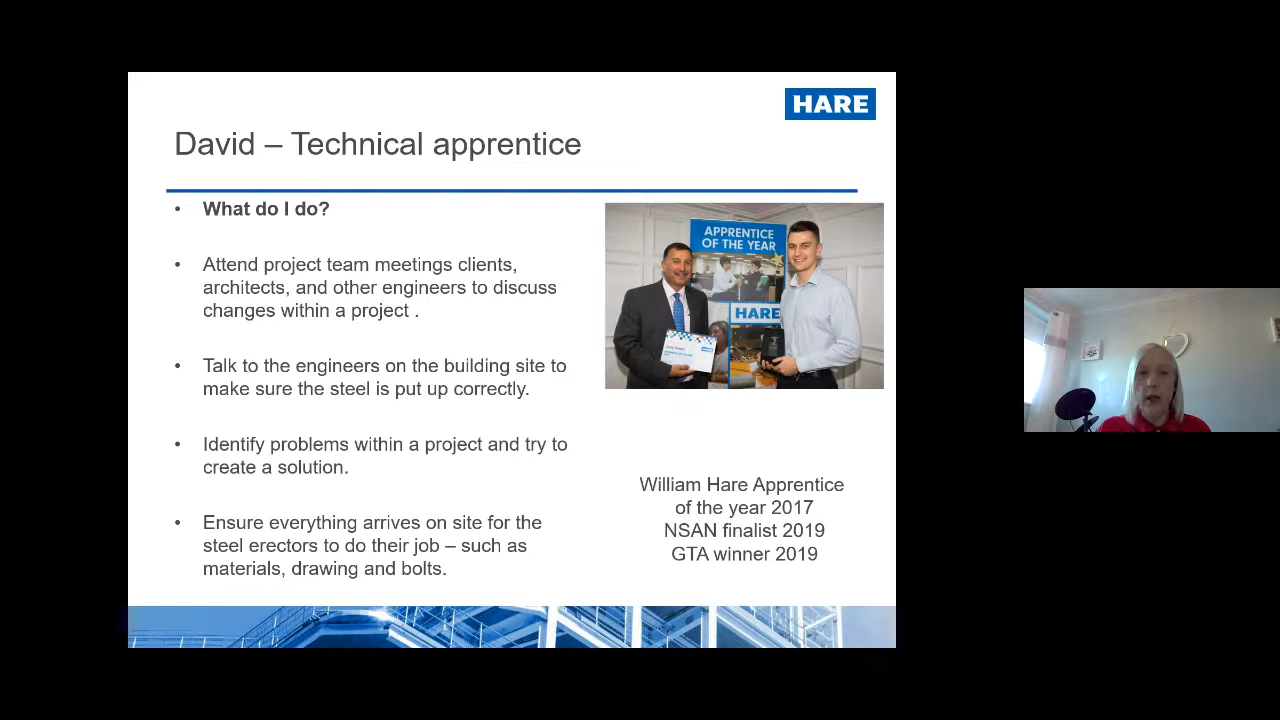 HARE
David – Technical apprentice
• What do I do?
• Attend project team meetings clients,
architects, and other engineers to discuss
changes within a project .
• Talk to the engineers on the building site to
make sure the steel is put up correctly.
• Identify problems within a project and try to
create a solution.
• Ensure everything arrives on site for the
steel erectors to do their job – such as
materials, drawing and bolts.
APPRENTICE
OF THE YEAR
HARE
William Hare Apprentice
of the year 2017
NSAN finalist 2019
GTA winner 2019